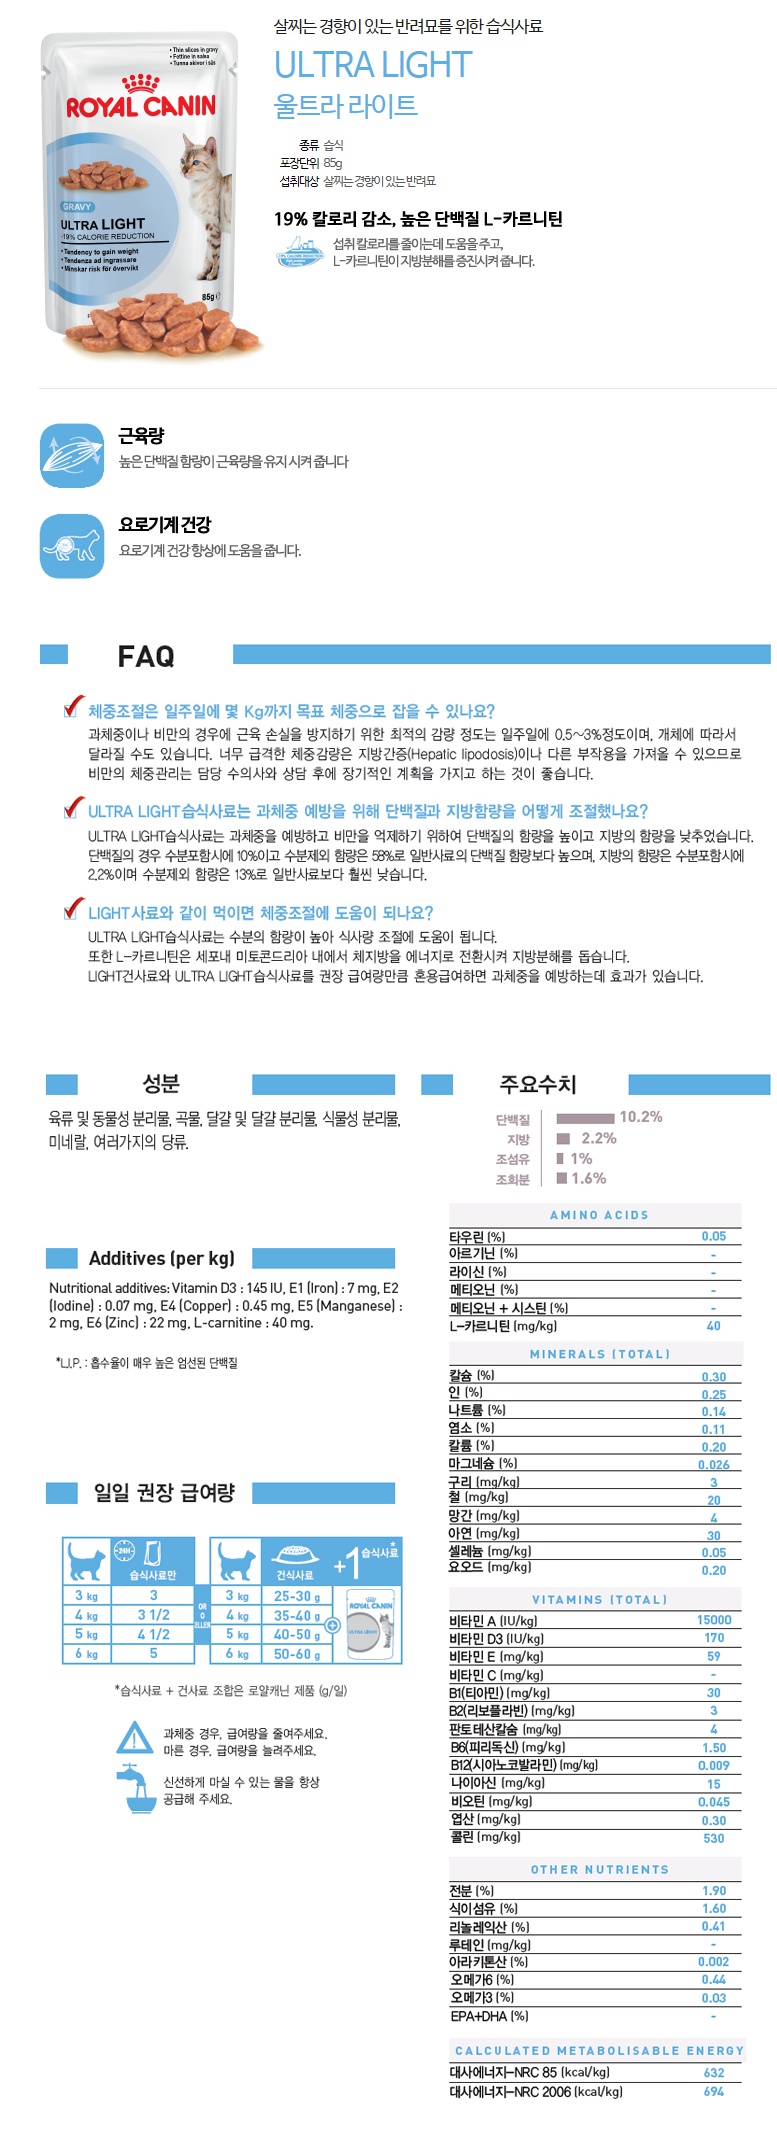 살찌는 경향이 있는 반려묘를 위한 습식사료
ULTRA LIGHT
울트라 라이트
종류 습식
포장단위 85g
섭취대상 살찌는 경향이 있는 반려묘
19% 칼로리 감소, 높은 단백질 L-카르니틴
섭취 칼로리를 줄이는데 도움을 주고,
L-카르니틴이 지방분해를 증진시켜 줍니다.
• Thin slices in gravy
• Fettine in salsa
• Tunna skivor i sås
ROYAL CANIN
GRAVY
ULTRA LIGHT
-19% CALORIE REDUCTION
• Tendency to gain weight
• Tendenza ad ingrassare
• Minskar risk för övervikt
85g e
근육량
높은 단백질 함량이 근육량을 유지 시켜 줍니다
요로기계 건강
요로기계 건강 향상에 도움을 줍니다.
FAQ
체중조절은 일주일에 몇 Kg까지 목표 체중으로 잡을 수 있나요?
과체중이나 비만의 경우에 근육 손실을 방지하기 위한 최적의 감량 정도는 일주일에 0.5~3%정도이며, 개체에 따라서
달라질 수도 있습니다. 너무 급격한 체중감량은 지방간증(Hepatic lipodosis)이나 다른 부작용을 가져올 수 있으므로
비만의 체중관리는 담당 수의사와 상담 후에 장기적인 계획을 가지고 하는 것이 좋습니다.
ULTRA LIGHT습식사료는 과체중 예방을 위해 단백질과 지방함량을 어떻게 조절했나요?
ULTRA LIGHT습식사료는 과체중을 예방하고 비만을 억제하기 위하여 단백질의 함량을 높이고 지방의 함량을 낮추었습니다.
단백질의 경우 수분포함시에 10%이고 수분제외 함량은 58%로 일반사료의 단백질 함량보다 높으며, 지방의 함량은 수분포함시에
2.2%이며 수분제외 함량은 13%로 일반사료보다 훨씬 낮습니다.
LIGHT사료와 같이 먹이면 체중조절에 도움이 되나요?
ULTRA LIGHT습식사료는 수분의 함량이 높아 식사량 조절에 도움이 됩니다.
또한 L-카르니틴은 세포내 미토콘드리아 내에서 체지방을 에너지로 전환시켜 지방분해를 돕습니다.
LIGHT건사료와 ULTRA LIGHT습식사료를 권장 급여량만큼 혼용급여하면 과체중을 예방하는데 효과가 있습니다.
성분
육류 및 동물성 분리물, 곡물, 달걀 및 달걀 분리물, 식물성 분리물,
미네랄, 여러가지의 당류.
Additives (per kg)
Nutritional additives: Vitamin D3 : 145 IU, E1 (Iron) : 7 mg, E2
(Iodine) : 0.07 mg, E4 (Copper) : 0.45 mg, E5 (Manganese) :
2 mg, E6 (Zinc) : 22 mg, L-carnitine : 40 mg.
*L.I.P. : 흡수율이 매우 높은 엄선된 단백질
일일 권장 급여량
24H 습식사료만
건식사료 +1 습식사료*
3 kg 3 3 kg 25-30 g
4 kg 3 1/2 4 kg 35-40 g
5 kg 4 1/2 5 kg 40-50 g
6 kg 5 6 kg 50-60 g
OR
O
ROYAL CANIN
ULTRA LIGHT
*습식사료 + 건사료 조합은 로얄캐닌 제품 (g/일)
과체중 경우, 급여량을 줄여주세요.
마른 경우, 급여량을 늘려주세요.
신선하게 마실 수 있는 물을 항상
공급해 주세요.
주요수치
단백질 10.2%
지방 2.2%
조섬유 1%
조회분 1.6%
AMINO ACIDS
타우린 (%) 0.05
아르기닌 (%) -
라이신 (%) -
메티오닌 (%) -
메티오닌 + 시스틴 (%) -
L-카르니틴 (mg/kg) 40
MINERALS (TOTAL)
칼슘 (%) 0.30
인 (%) 0.25
나트륨 (%) 0.14
염소 (%) 0.11
칼륨 (%) 0.20
마그네슘 (%) 0.026
구리 (mg/kg) 3
철 (mg/kg) 20
망간 (mg/kg) 4
아연 (mg/kg) 30
셀레늄 (mg/kg) 0.05
요오드 (mg/kg) 0.20
VITAMINS (TOTAL)
비타민 A (IU/kg) 15000
비타민 D3 (IU/kg) 170
비타민 E (mg/kg) 59
비타민 C (mg/kg) -
B1(티아민) (mg/kg) 30
B2(리보플라빈) (mg/kg) 3
판토테산칼숨 (mg/kg) 4
B6(피리독신) (mg/kg) 1.50
B12(시아노코발라민) (mg/kg) 0.009
나이아신 (mg/kg) 15
비오틴 (mg/kg) 0.045
엽산 (mg/kg) 0.30
콜린 (mg/kg) 530
OTHER NUTRIENTS
전분 (%) 1.90
식이섬유 (%) 1.60
리놀레익산 (%) 0.41
루테인 (mg/kg) -
아라키톤산 (%) 0.002
오메가6 (%) 0.44
오메가3 (%) 0.03
EPA+DHA (%) -
CALCULATED METABOLISABLE ENERGY
대사에너지-NRC 85 (kcal/kg) 632
대사에너지-NRC 2006 (kcal/kg) 694